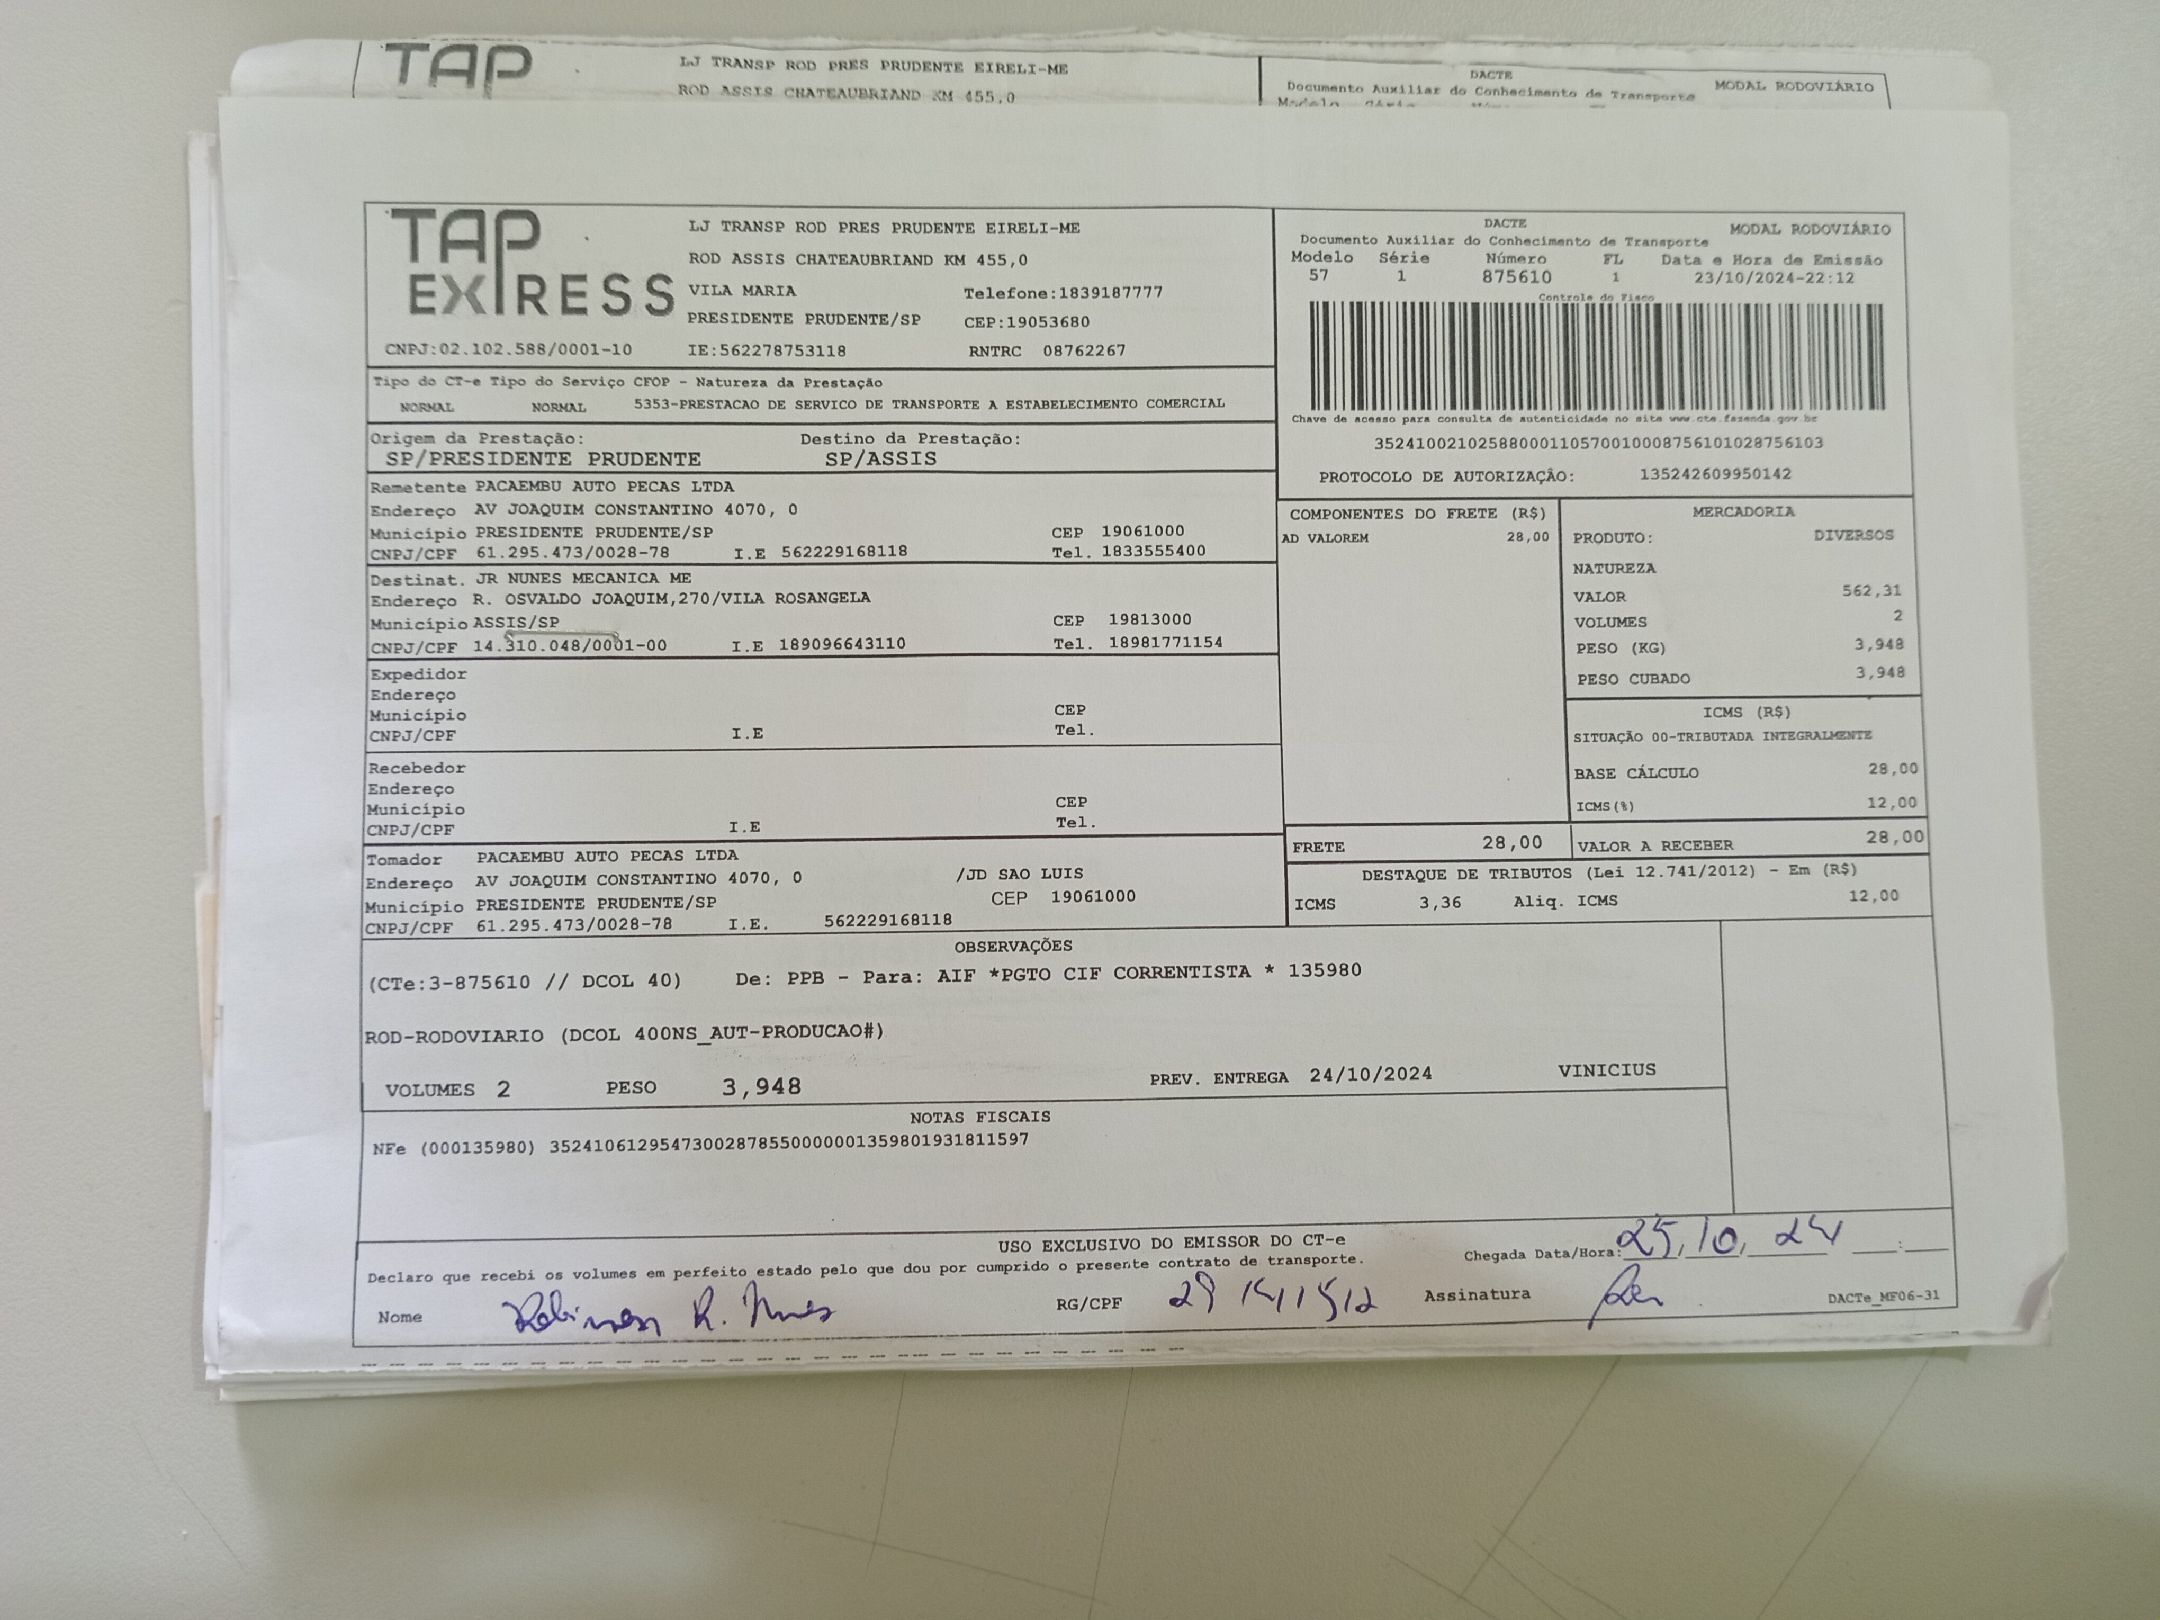 TAP
LJ TRANSP ROD PRES PRUDENTE EIRELI-ME
ROD ASSIS CHATEAUBRIAND KM 455,0
DACTE
Documento Auxiliar do Conhecimento de Transporte
MODAL RODOVIÁRIO
TAP EXPRESS
LJ TRANSP ROD PRES PRUDENTE EIRELI-ME
ROD ASSIS CHATEAUBRIAND KM 455,0
VILA MARIA Telefone:1839187777
PRESIDENTE PRUDENTE/SP CEP:19053680
CNPJ:02.102.588/0001-10 IE:562278753118 RNTRC 08762267
DACTE MODAL RODOVIÁRIO
Documento Auxiliar do Conhecimento de Transporte
Modelo Série Número FL Data e Hora de Emissão
57 1 875610 1 23/10/2024-22:12
Controle do Fisco
Chave de acesso para consulta de autenticidade no site www.cte.fazenda.gov.br
35241002102588000110570010008756101028756103
PROTOCOLO DE AUTORIZAÇÃO: 135242609950142
Tipo do CT-e Tipo do Serviço CFOP - Natureza da Prestação
NORMAL NORMAL 5353-PRESTACAO DE SERVICO DE TRANSPORTE A ESTABELECIMENTO COMERCIAL
Origem da Prestação: Destino da Prestação:
SP/PRESIDENTE PRUDENTE SP/ASSIS
Remetente PACAEMBU AUTO PECAS LTDA
Endereço AV JOAQUIM CONSTANTINO 4070, 0
Município PRESIDENTE PRUDENTE/SP CEP 19061000
CNPJ/CPF 61.295.473/0028-78 I.E 562229168118 Tel. 1833555400
Destinat. JR NUNES MECANICA ME
Endereço R. OSVALDO JOAQUIM,270/VILA ROSANGELA
Município ASSIS/SP CEP 19813000
CNPJ/CPF 14.310.048/0001-00 I.E 189096643110 Tel. 18981771154
Expedidor
Endereço
Município CEP
CNPJ/CPF I.E Tel.
Recebedor
Endereço
Município CEP
CNPJ/CPF I.E Tel.
Tomador PACAEMBU AUTO PECAS LTDA
Endereço AV JOAQUIM CONSTANTINO 4070, 0 /JD SAO LUIS
Município PRESIDENTE PRUDENTE/SP CEP 19061000
CNPJ/CPF 61.295.473/0028-78 I.E. 562229168118
COMPONENTES DO FRETE (R$)
AD VALOREM 28,00
MERCADORIA
PRODUTO: DIVERSOS
NATUREZA
VALOR 562,31
VOLUMES 2
PESO (KG) 3,948
PESO CUBADO 3,948
ICMS (R$)
SITUAÇÃO 00-TRIBUTADA INTEGRALMENTE
BASE CÁLCULO 28,00
ICMS(%) 12,00
FRETE 28,00 VALOR A RECEBER 28,00
DESTAQUE DE TRIBUTOS (Lei 12.741/2012) - Em (R$)
ICMS 3,36 Aliq. ICMS 12,00
OBSERVAÇÕES
(CTe:3-875610 // DCOL 40) De: PPB - Para: AIF *PGTO CIF CORRENTISTA * 135980
ROD-RODOVIARIO (DCOL 400NS_AUT-PRODUCAO#)
VOLUMES 2 PESO 3,948 PREV. ENTREGA 24/10/2024 VINICIUS
NOTAS FISCAIS
NFe (000135980) 35241061295473002878550000001359801931811597
USO EXCLUSIVO DO EMISSOR DO CT-e
Declaro que recebi os volumes em perfeito estado pelo que dou por cumprido o presente contrato de transporte.
Chegada Data/Hora: 25/10/24
Nome R. Nunes RG/CPF Assinatura DACTe_MF06-31